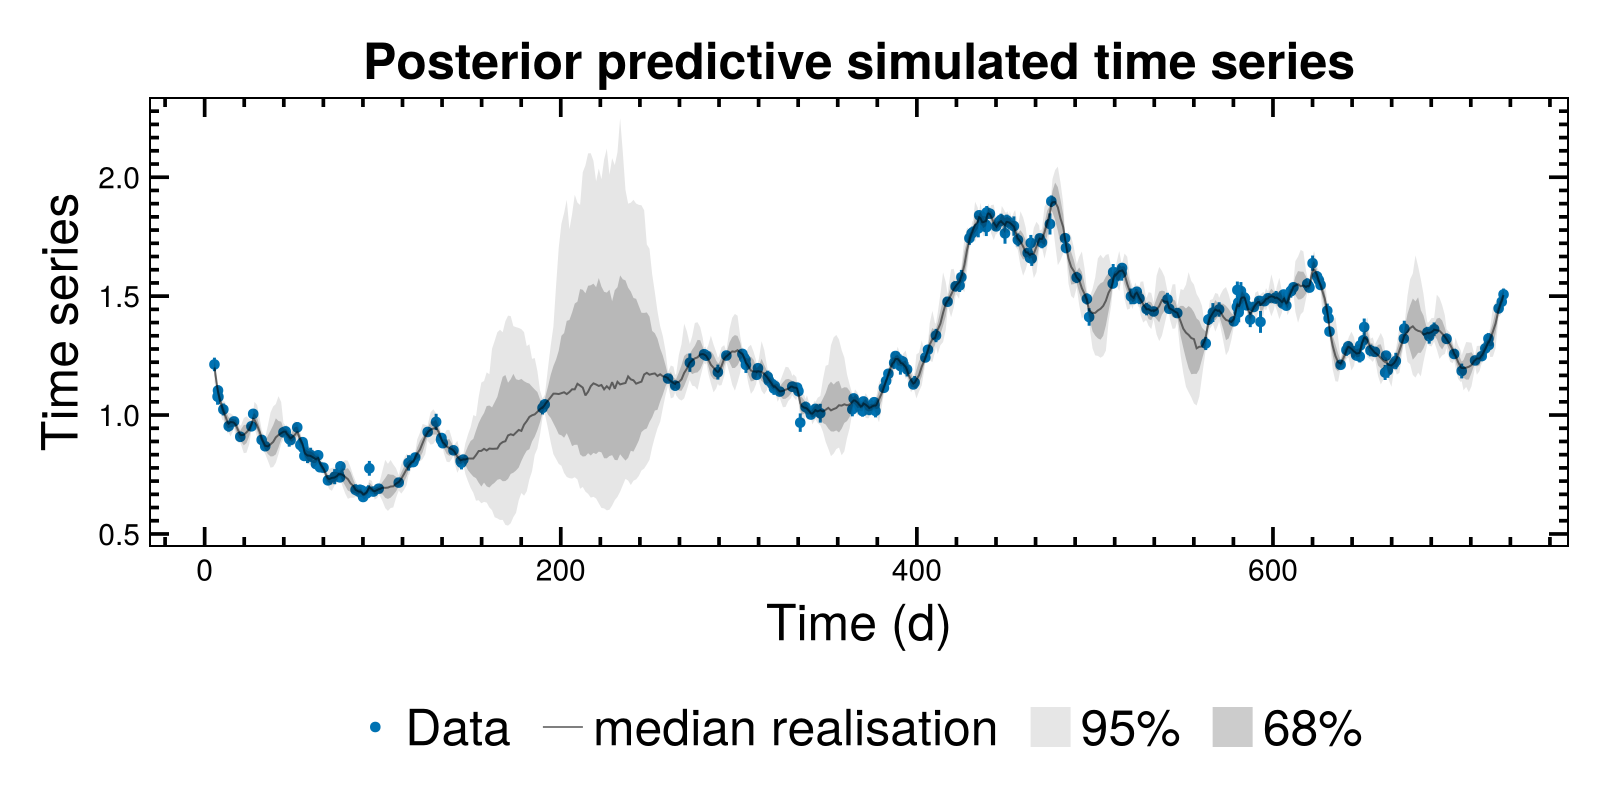 Posterior predictive simulated time series
Time series
2.0
1.5
1.0
0.5
0 200 400 600
Time (d)
Data median realisation 95% 68%